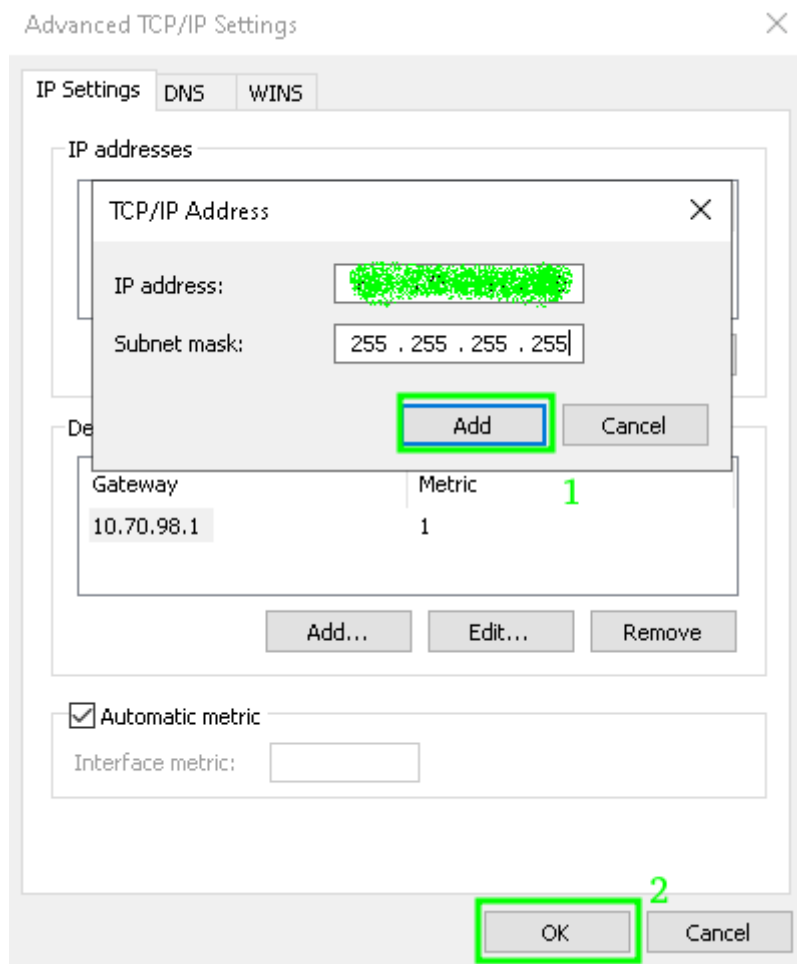 Advanced TCP/IP Settings
IP Settings DNS WINS
IP addresses
TCP/IP Address
IP address:
Subnet mask: 255 . 255 . 255 . 255
Add Cancel
De
1
Gateway Metric
10.70.98.1 1
Add... Edit... Remove
Automatic metric
Interface metric:
2
OK Cancel